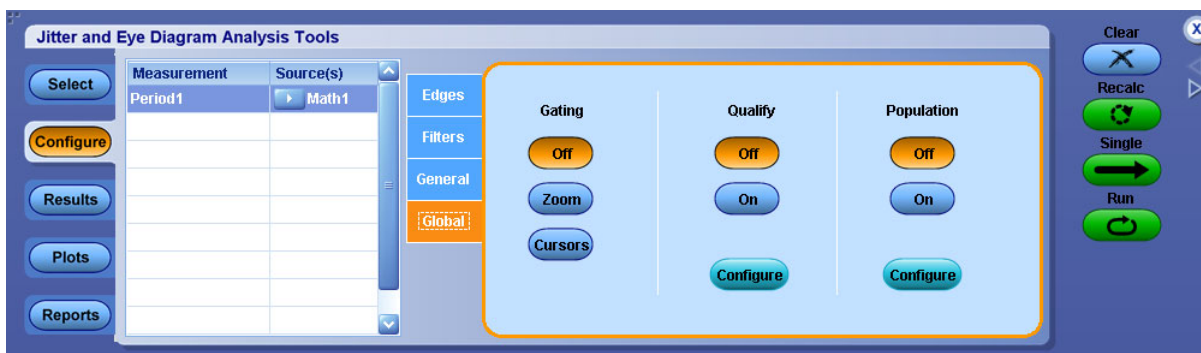 Jitter and Eye Diagram Analysis Tools
Select
Configure
Results
Plots
Reports
Measurement Source(s)
Period1 Math1
Edges
Filters
General
Global
Gating
Off
Zoom
Cursors
Qualify
Off
On
Configure
Population
Off
On
Configure
Clear
Recalc
Single
Run
X